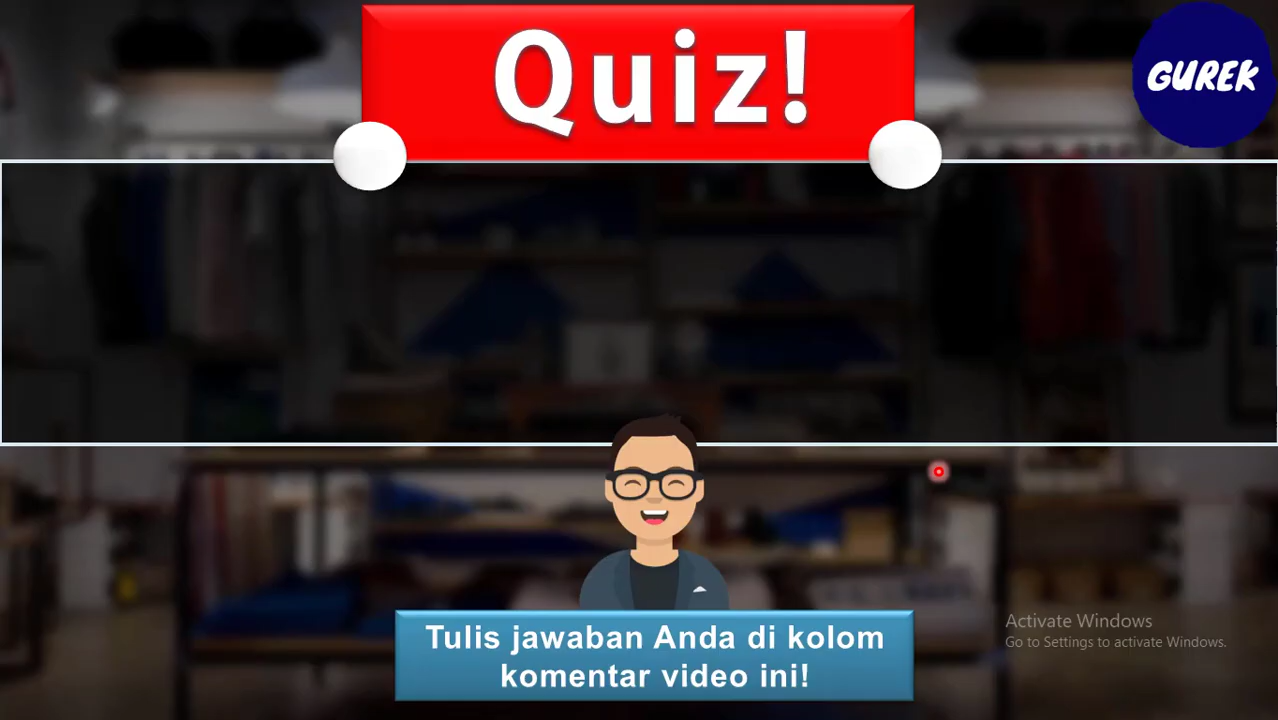 Quiz!
GUREK
Tulis jawaban Anda di kolom
komentar video ini!
Activate Windows
Go to Settings to activate Windows.